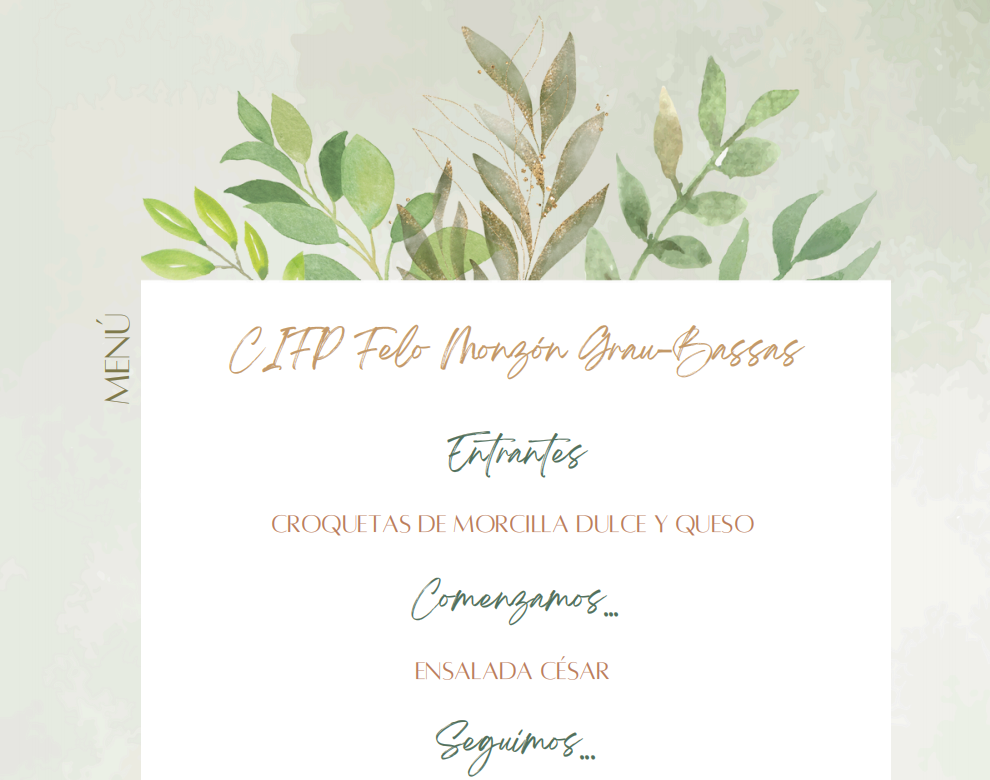 MENÚ
CIFP Felo Monzón Grau-Bassas
Entrantes
CROQUETAS DE MORCILLA DULCE Y QUESO
Comenzamos...
ENSALADA CÉSAR
Seguimos...